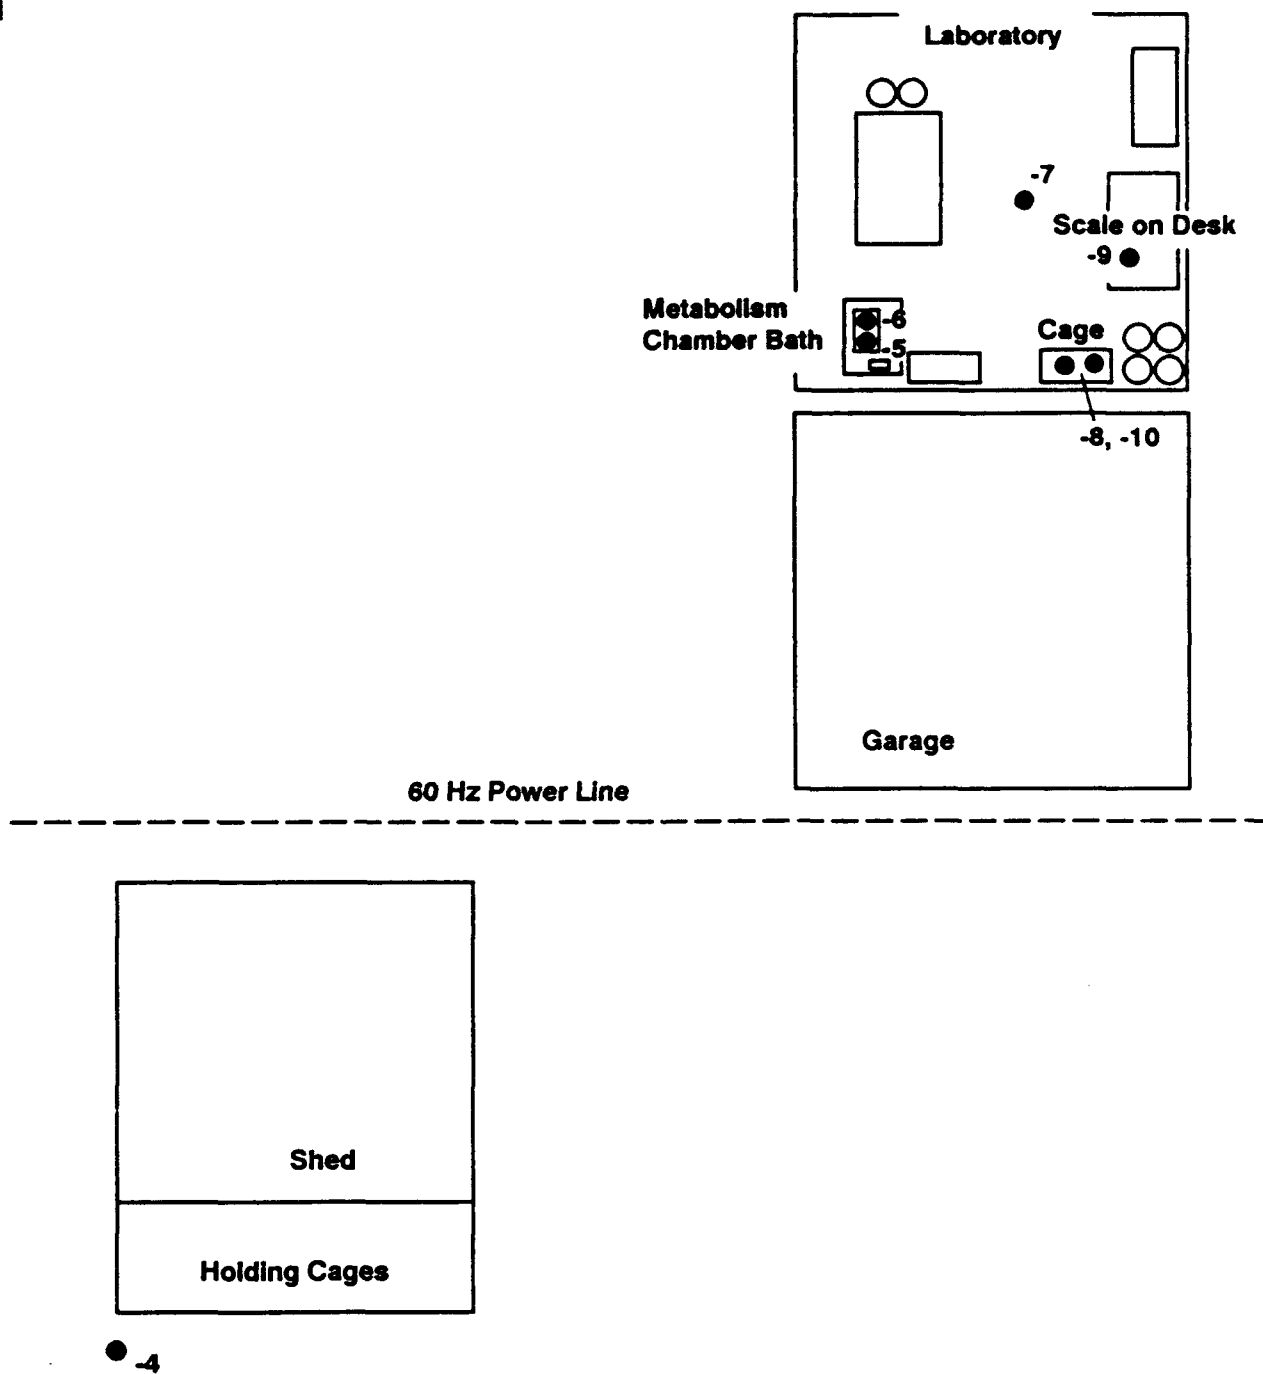 Laboratory
-7
Scale on Desk
-9
Metabolism
Chamber Bath
-6
-5
Cage
-8, -10
Garage
60 Hz Power Line
Shed
Holding Cages
-4